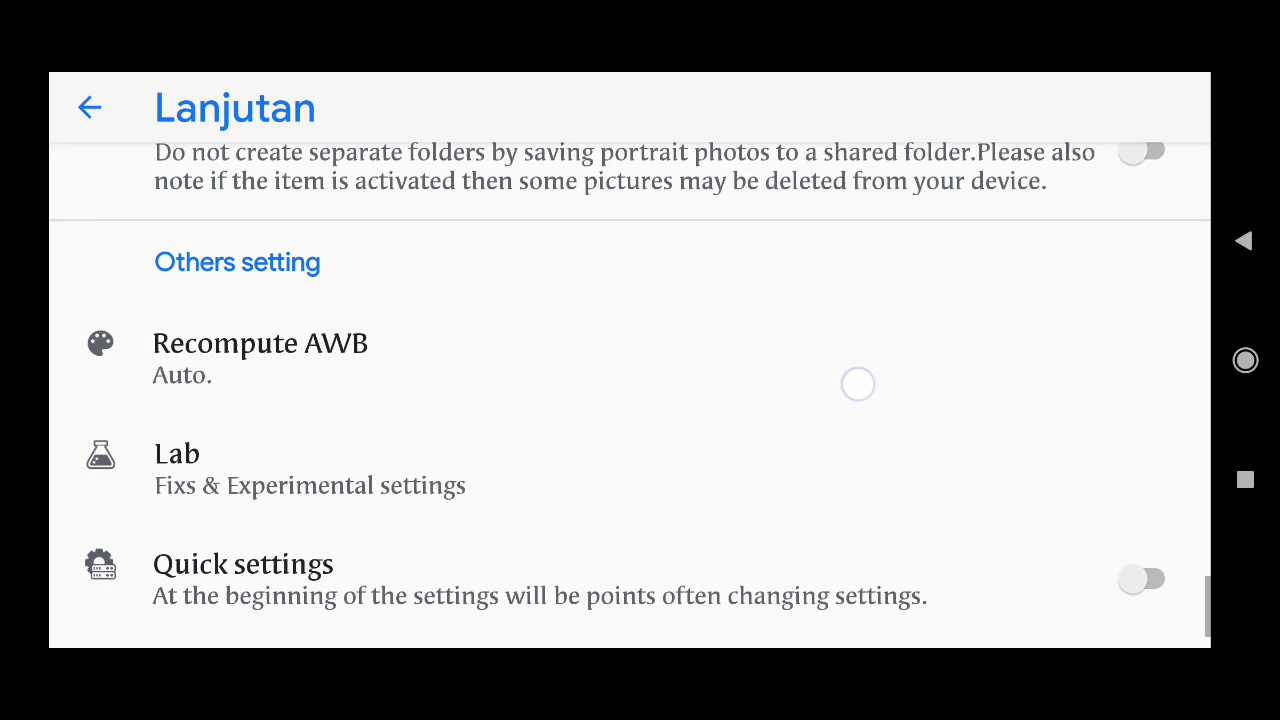 Lanjutan
Do not create separate folders by saving portrait photos to a shared folder.Please also
note if the item is activated then some pictures may be deleted from your device.
Others setting
Recompute AWB
Auto.
Lab
Fixs & Experimental settings
Quick settings
At the beginning of the settings will be points often changing settings.